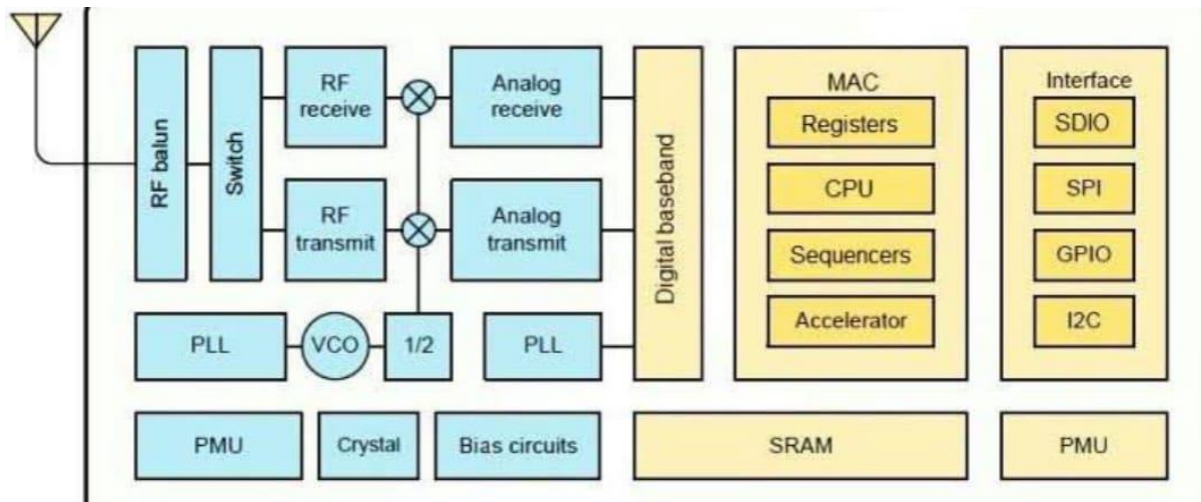 RF balun
Switch
RF
receive
Analog
receive
RF
transmit
Analog
transmit
PLL
VCO
1/2
PLL
Digital baseband
MAC
Registers
CPU
Sequencers
Accelerator
Interface
SDIO
SPI
GPIO
I2C
PMU
Crystal
Bias circuits
SRAM
PMU